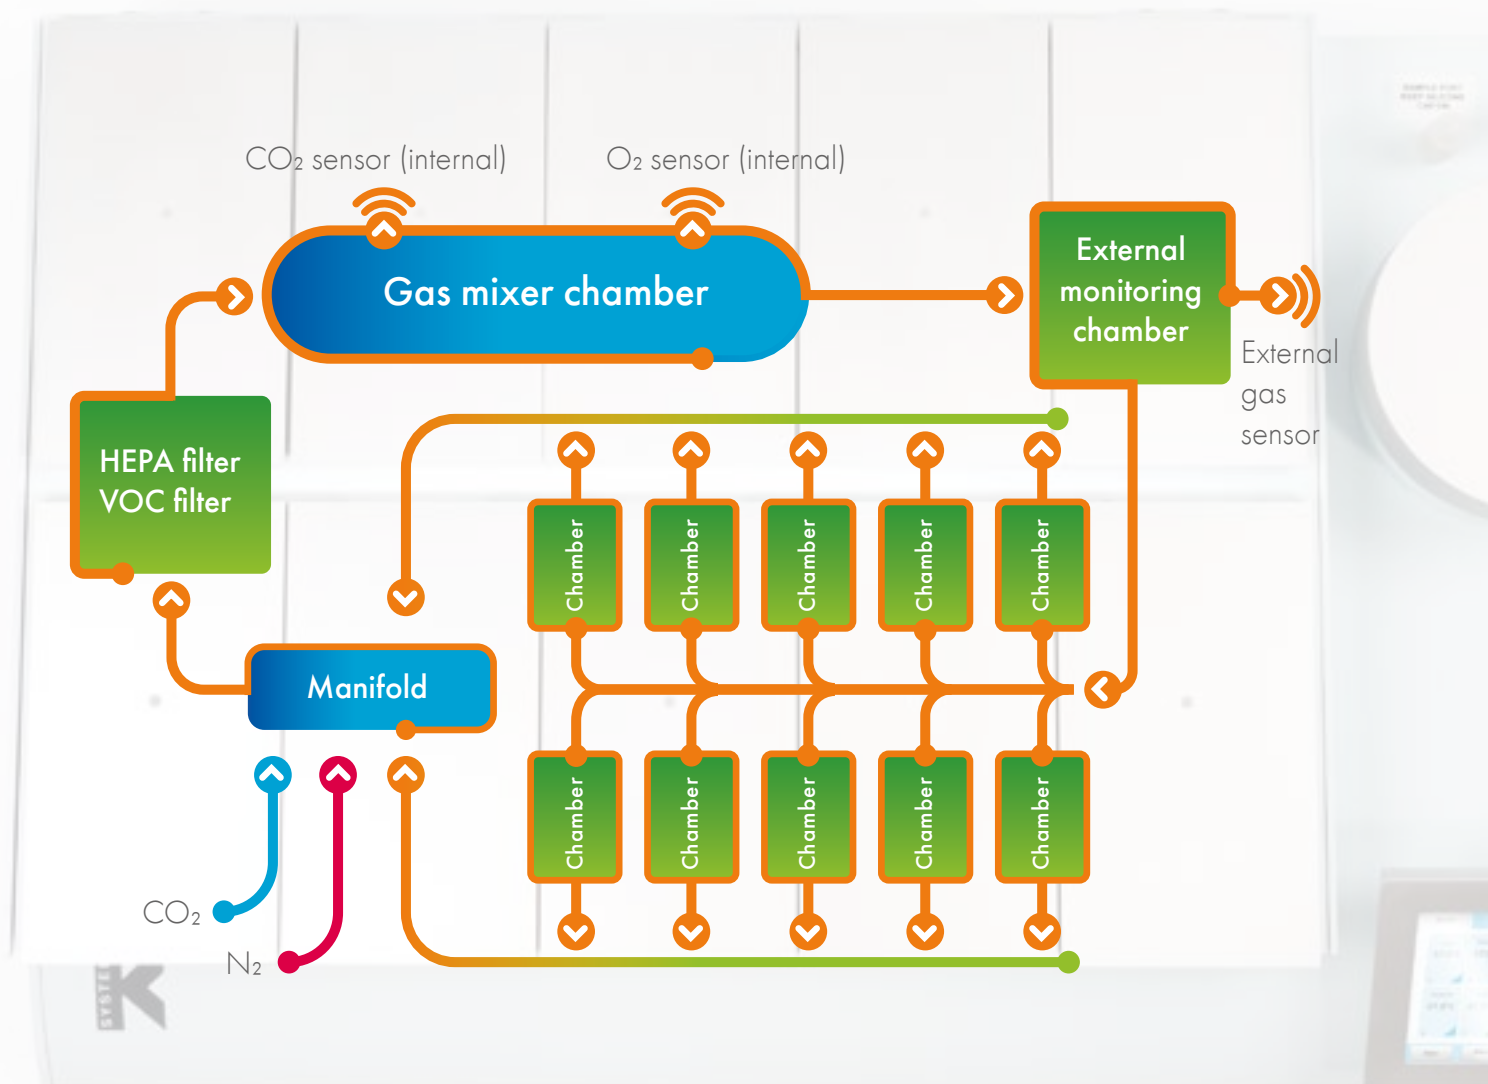 CO₂ sensor (internal)
O₂ sensor (internal)
Gas mixer chamber
External
monitoring
chamber
External
gas
sensor
HEPA filter
VOC filter
Chamber
Chamber
Chamber
Chamber
Chamber
Manifold
Chamber
Chamber
Chamber
Chamber
Chamber
CO₂
N₂
SYSTE
K